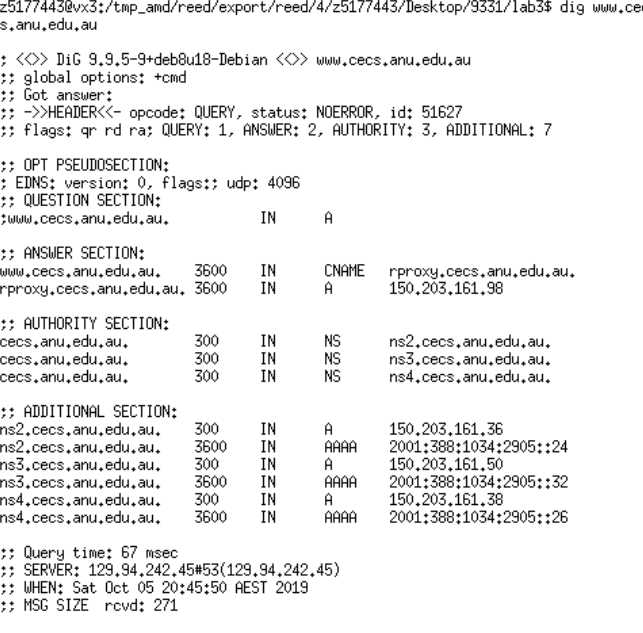 z5177443@vx3:/tmp_amd/reed/export/reed/4/z5177443/Desktop/9331/lab3$ dig www.cec
s.anu.edu.au

; <<>> DiG 9.9.5-9+deb8u18-Debian <<>> www.cecs.anu.edu.au
;; global options: +cmd
;; Got answer:
;; ->>HEADER<<- opcode: QUERY, status: NOERROR, id: 51627
;; flags: qr rd ra; QUERY: 1, ANSWER: 2, AUTHORITY: 3, ADDITIONAL: 7

;; OPT PSEUDOSECTION:
; EDNS: version: 0, flags:; udp: 4096
;; QUESTION SECTION:
;www.cecs.anu.edu.au. IN A

;; ANSWER SECTION:
www.cecs.anu.edu.au. 3600 IN CNAME rproxy.cecs.anu.edu.au.
rproxy.cecs.anu.edu.au. 3600 IN A 150.203.161.98

;; AUTHORITY SECTION:
cecs.anu.edu.au. 300 IN NS ns2.cecs.anu.edu.au.
cecs.anu.edu.au. 300 IN NS ns3.cecs.anu.edu.au.
cecs.anu.edu.au. 300 IN NS ns4.cecs.anu.edu.au.

;; ADDITIONAL SECTION:
ns2.cecs.anu.edu.au. 300 IN A 150.203.161.36
ns2.cecs.anu.edu.au. 3600 IN AAAA 2001:388:1034:2905::24
ns3.cecs.anu.edu.au. 300 IN A 150.203.161.50
ns3.cecs.anu.edu.au. 3600 IN AAAA 2001:388:1034:2905::32
ns4.cecs.anu.edu.au. 300 IN A 150.203.161.38
ns4.cecs.anu.edu.au. 3600 IN AAAA 2001:388:1034:2905::26

;; Query time: 67 msec
;; SERVER: 129.94.242.45#53(129.94.242.45)
;; WHEN: Sat Oct 05 20:45:50 AEST 2019
;; MSG SIZE rcvd: 271